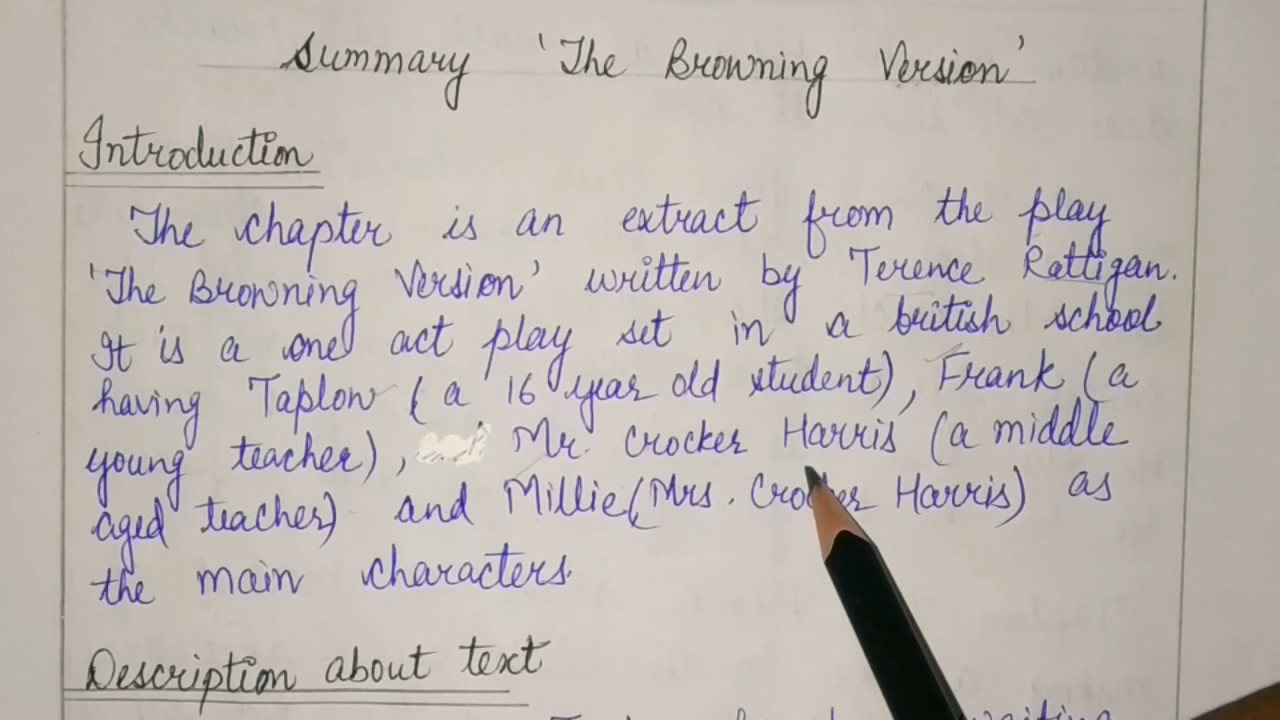 Summary 'The Browning Version'
Introduction
The chapter is an extract from the play
'The Browning Version' written by Terence Rattigan.
It is a one act play set in a british school
having Taplow (a 16 year old student), Frank (a
young teacher), Mr. Crocker Harris (a middle
aged teacher) and Millie (Mrs. Crocker Harris) as
the main characters.
Description about text